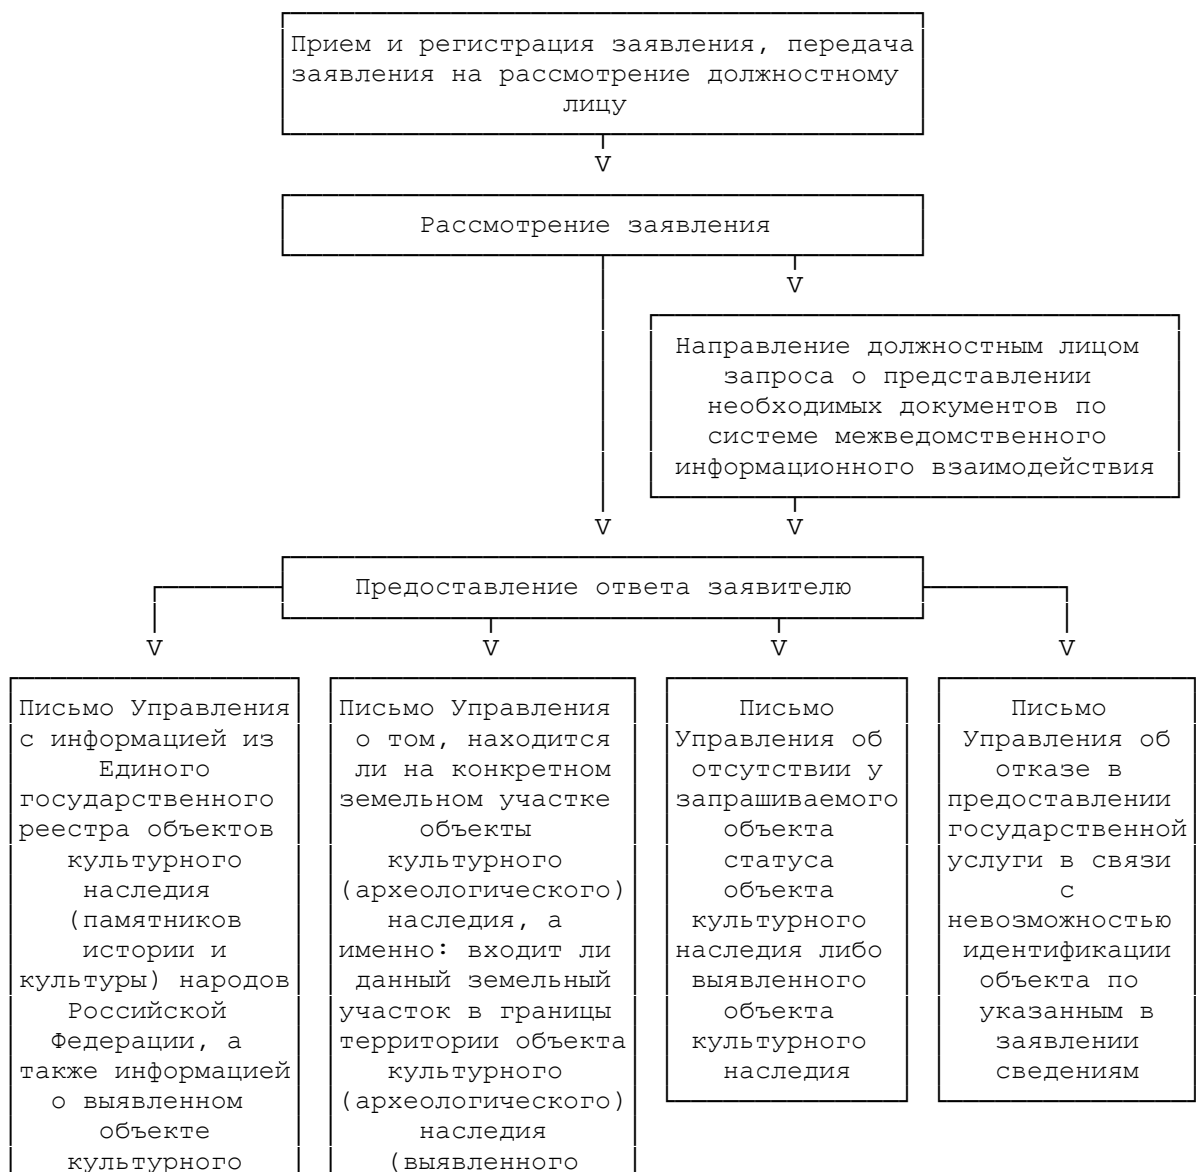 Прием и регистрация заявления, передача
заявления на рассмотрение должностному
лицу
V
Рассмотрение заявления
V
Направление должностным лицом
запроса о представлении
необходимых документов по
системе межведомственного
информационного взаимодействия
V V
Предоставление ответа заявителю
V V V V
Письмо Управления
с информацией из
Единого
государственного
реестра объектов
культурного
наследия
(памятников
истории и
культуры) народов
Российской
Федерации, а
также информацией
о выявленном
объекте
культурного
Письмо Управления
о том, находится
ли на конкретном
земельном участке
объекты
культурного
(археологического)
наследия, а
именно: входит ли
данный земельный
участок в границы
территории объекта
культурного
(археологического)
наследия
(выявленного
Письмо
Управления об
отсутствии у
запрашиваемого
объекта
статуса
объекта
культурного
наследия либо
выявленного
объекта
культурного
наследия
Письмо
Управления об
отказе в
предоставлении
государственной
услуги в связи
с
невозможностью
идентификации
объекта по
указанным в
заявлении
сведениям